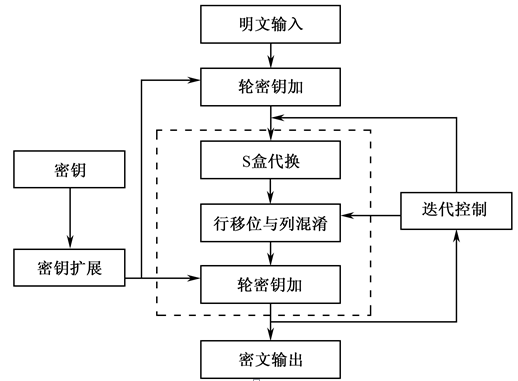 明文输入
轮密钥加
S盒代换
密钥
行移位与列混淆
迭代控制
密钥扩展
轮密钥加
密文输出